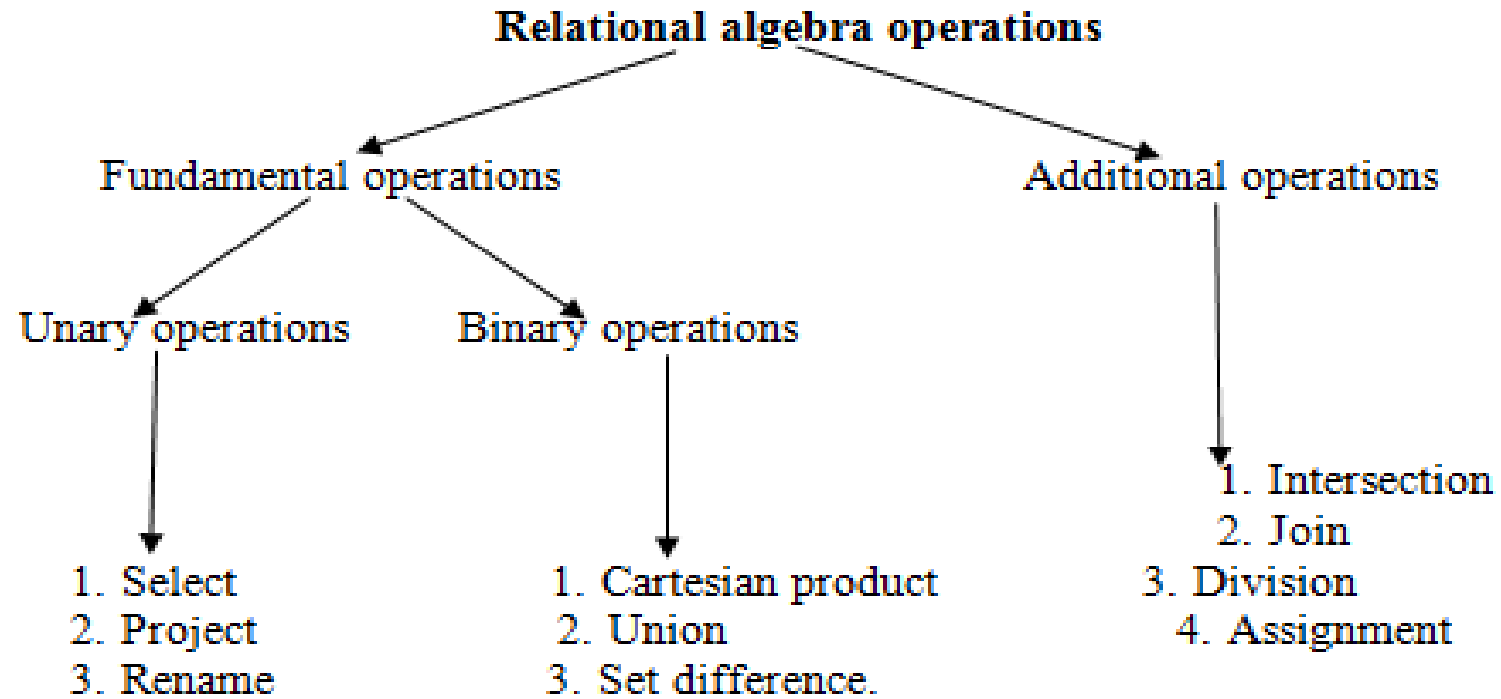 Relational algebra operations
Fundamental operations
Additional operations
Unary operations
Binary operations
1. Select
2. Project
3. Rename
1. Cartesian product
2. Union
3. Set difference.
1. Intersection
2. Join
3. Division
4. Assignment